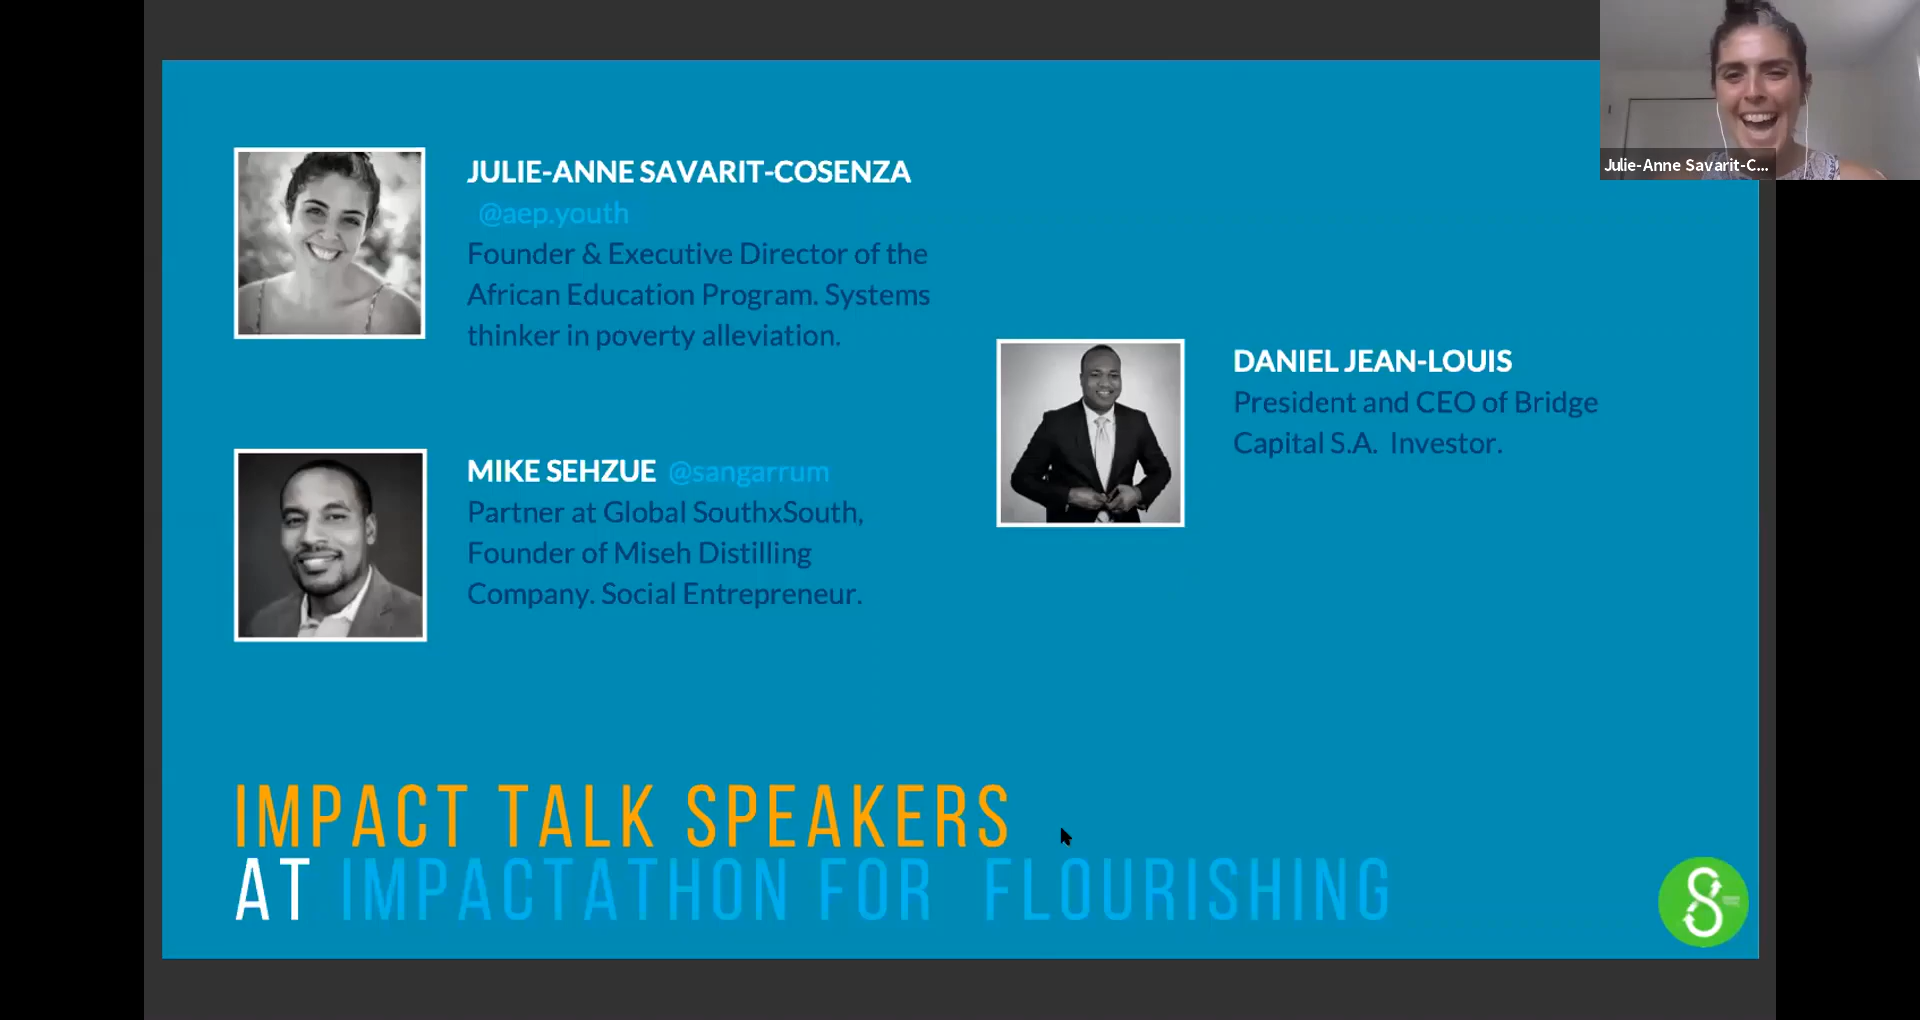 Julie-Anne Savarit-C...
JULIE-ANNE SAVARIT-COSENZA
@aep.youth
Founder & Executive Director of the
African Education Program. Systems
thinker in poverty alleviation.
MIKE SEHZUE @sangarrum
Partner at Global SouthxSouth,
Founder of Miseh Distilling
Company. Social Entrepreneur.
DANIEL JEAN-LOUIS
President and CEO of Bridge
Capital S.A. Investor.
IMPACT TALK SPEAKERS
AT IMPACTATHON FOR FLOURISHING